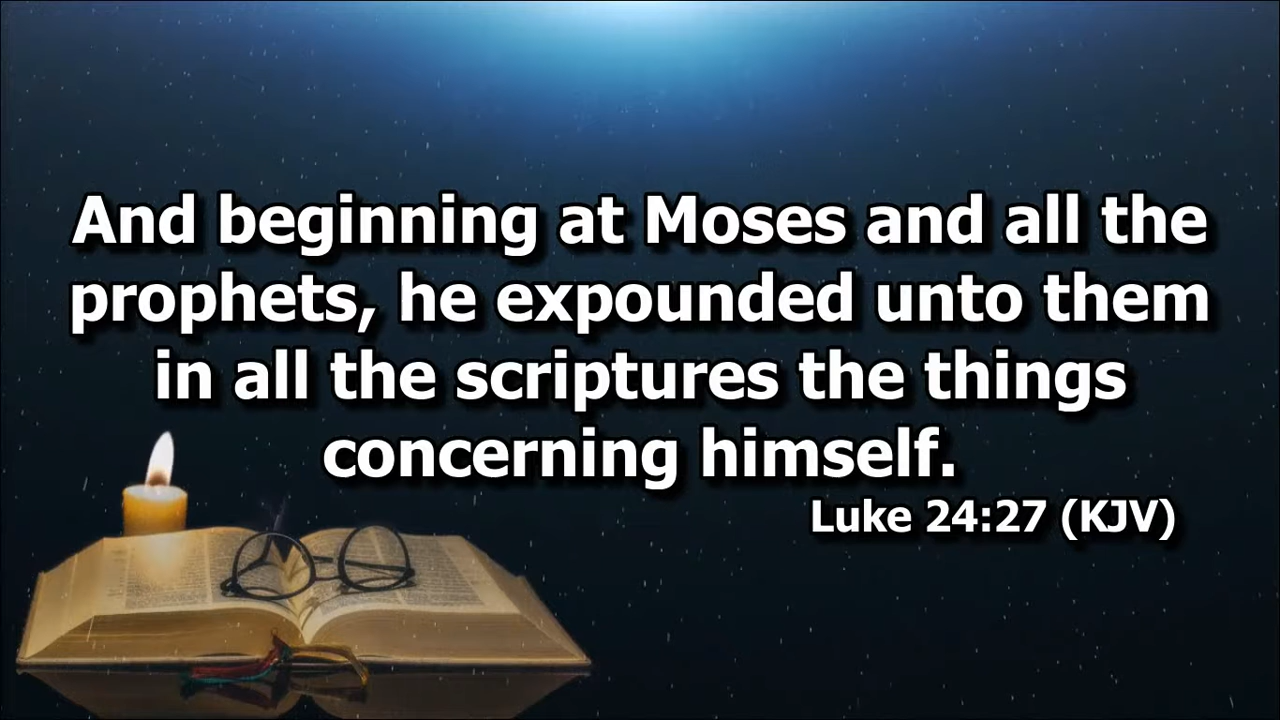 And beginning at Moses and all the
prophets, he expounded unto them
in all the scriptures the things
concerning himself.
Luke 24:27 (KJV)